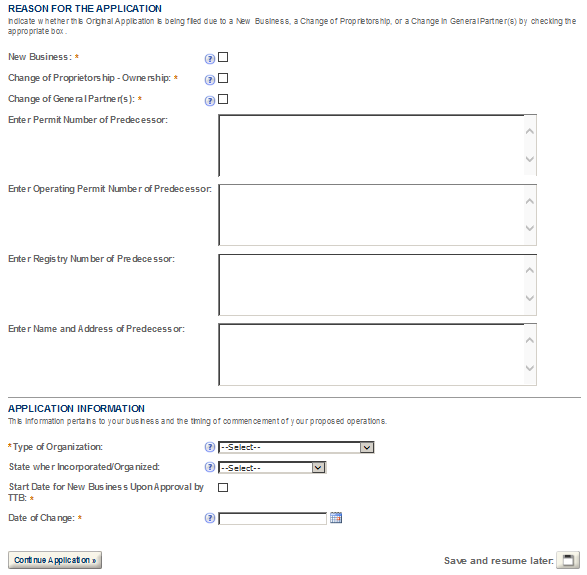 REASON FOR THE APPLICATION
Indicate whether this Original Application is being filed due to a New Business, a Change of Proprietorship, or a Change in General Partner(s) by checking the
appropriate box.
New Business: *
Change of Proprietorship - Ownership: *
Change of General Partner(s): *
Enter Permit Number of Predecessor:
Enter Operating Permit Number of Predecessor:
Enter Registry Number of Predecessor:
Enter Name and Address of Predecessor:
APPLICATION INFORMATION
This information pertains to your business and the timing of commencement of your proposed operations.
*Type of Organization: --Select--
State wher Incorporated/Organized: --Select--
Start Date for New Business Upon Approval by
TTB: *
Date of Change: *
Continue Application »
Save and resume later: